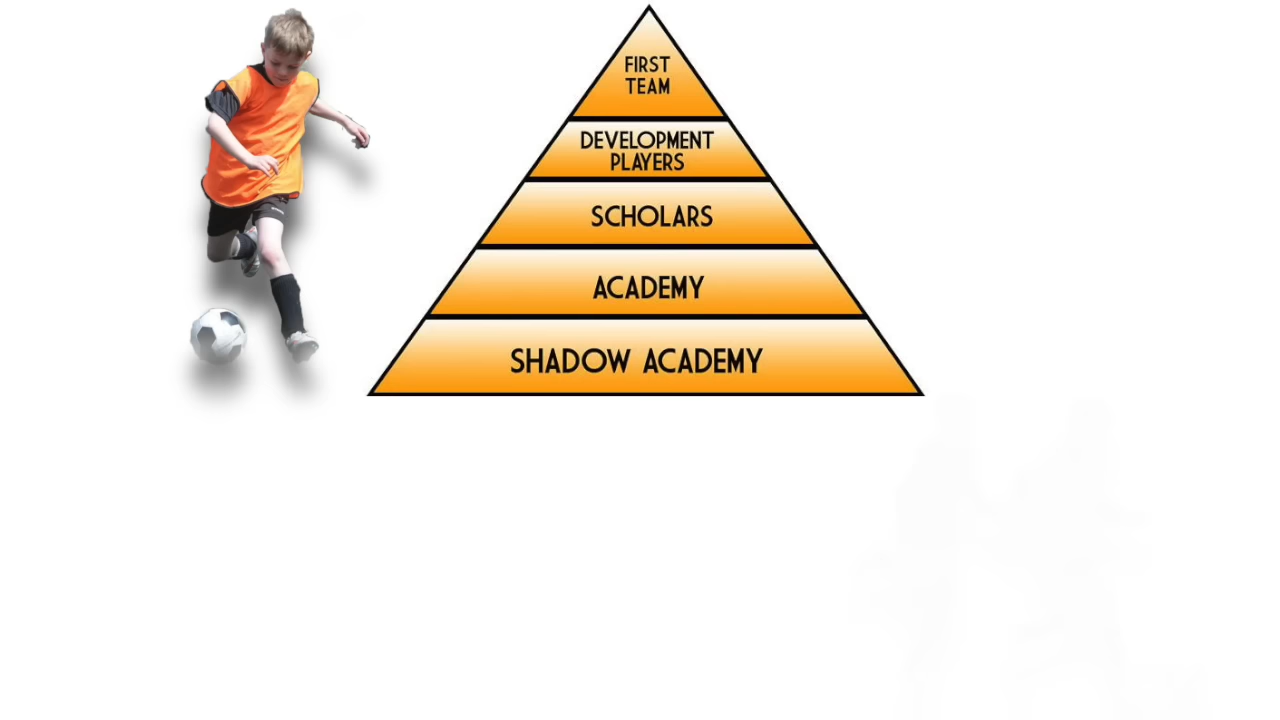 FIRST
TEAM
DEVELOPMENT
PLAYERS
SCHOLARS
ACADEMY
SHADOW ACADEMY